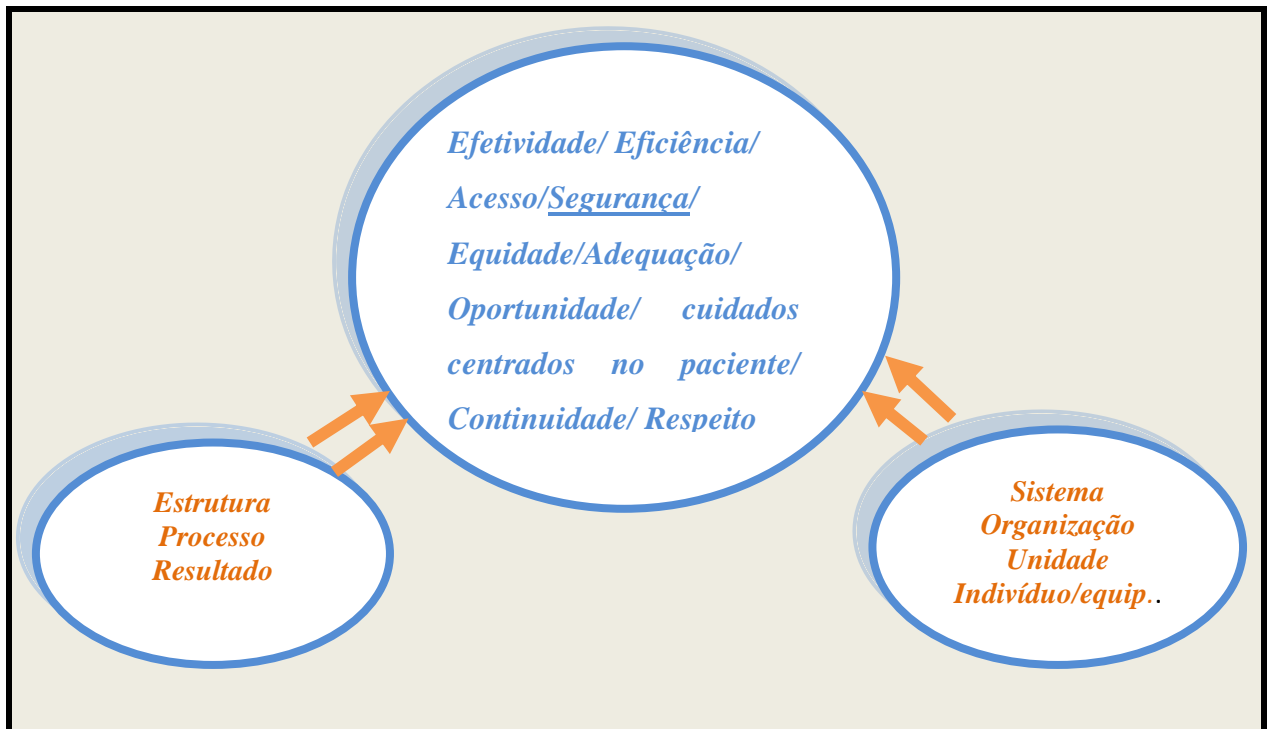 Efetividade/ Eficiência/
Acesso/Segurança/
Equidade/Adequação/
Oportunidade/ cuidados
centrados no paciente/
Continuidade/ Respeito
Estrutura
Processo
Resultado
Sistema
Organização
Unidade
Indivíduo/equip..